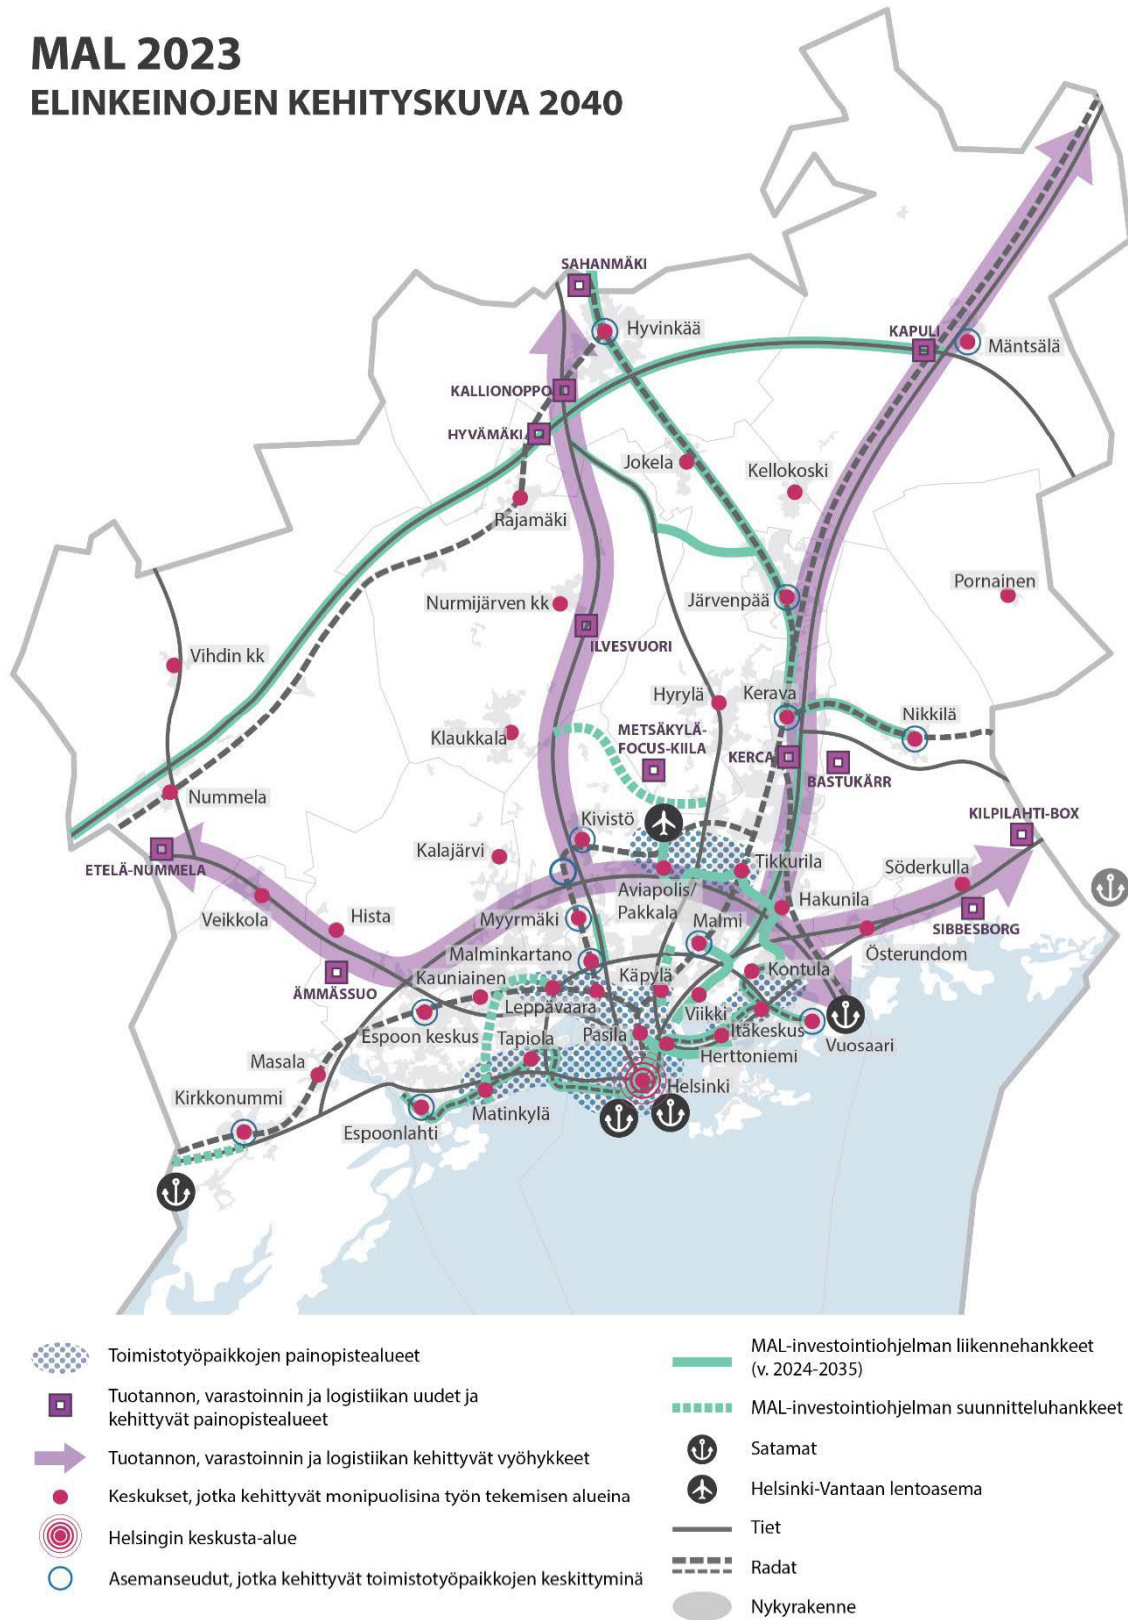 MAL 2023
ELINKEINOJEN KEHITYSKUVA 2040
SAHANMÄKI
Hyvinkää
KAPULI
Mäntsälä
KALLIONOPPO
HYVÄMÄKI
Jokela
Kellokoski
Rajamäki
Pornainen
Nurmijärven kk
Järvenpää
ILVESVUORI
Vihdin kk
Hyrylä
Kerava
Nikkilä
Klaukkala
METSÄKYLÄ-
FOCUS-KIILA
KERCA
BASTUKÄRR
Nummela
KILPILAHTI-BOX
Kivistö
ETELÄ-NUMMELA
Kalajärvi
Tikkurila
Söderkulla
Aviapolis/
Pakkala
Veikkola
Hista
Myyrmäki
Malmi
Hakunila
SIBBESBORG
Österundom
Malminkartano
ÄMMÄSSUO
Kauniainen
Käpylä
Kontula
Leppävaara
Viikki
Espoon keskus
Tapiola
Pasila
Itäkeskus
Vuosaari
Herttoniemi
Masala
Helsinki
Kirkkonummi
Matinkylä
Espoonlahti
Toimistotyöpaikkojen painopistealueet
Tuotannon, varastoinnin ja logistiikan uudet ja
kehittyvät painopistealueet
Tuotannon, varastoinnin ja logistiikan kehittyvät vyöhykkeet
Keskukset, jotka kehittyvät monipuolisina työn tekemisen alueina
Helsingin keskusta-alue
Asemanseudut, jotka kehittyvät toimistotyöpaikkojen keskittyminä
MAL-investointiohjelman liikennehankkeet
(v. 2024-2035)
MAL-investointiohjelman suunnitteluhankkeet
Satamat
Helsinki-Vantaan lentoasema
Tiet
Radat
Nykyrakenne